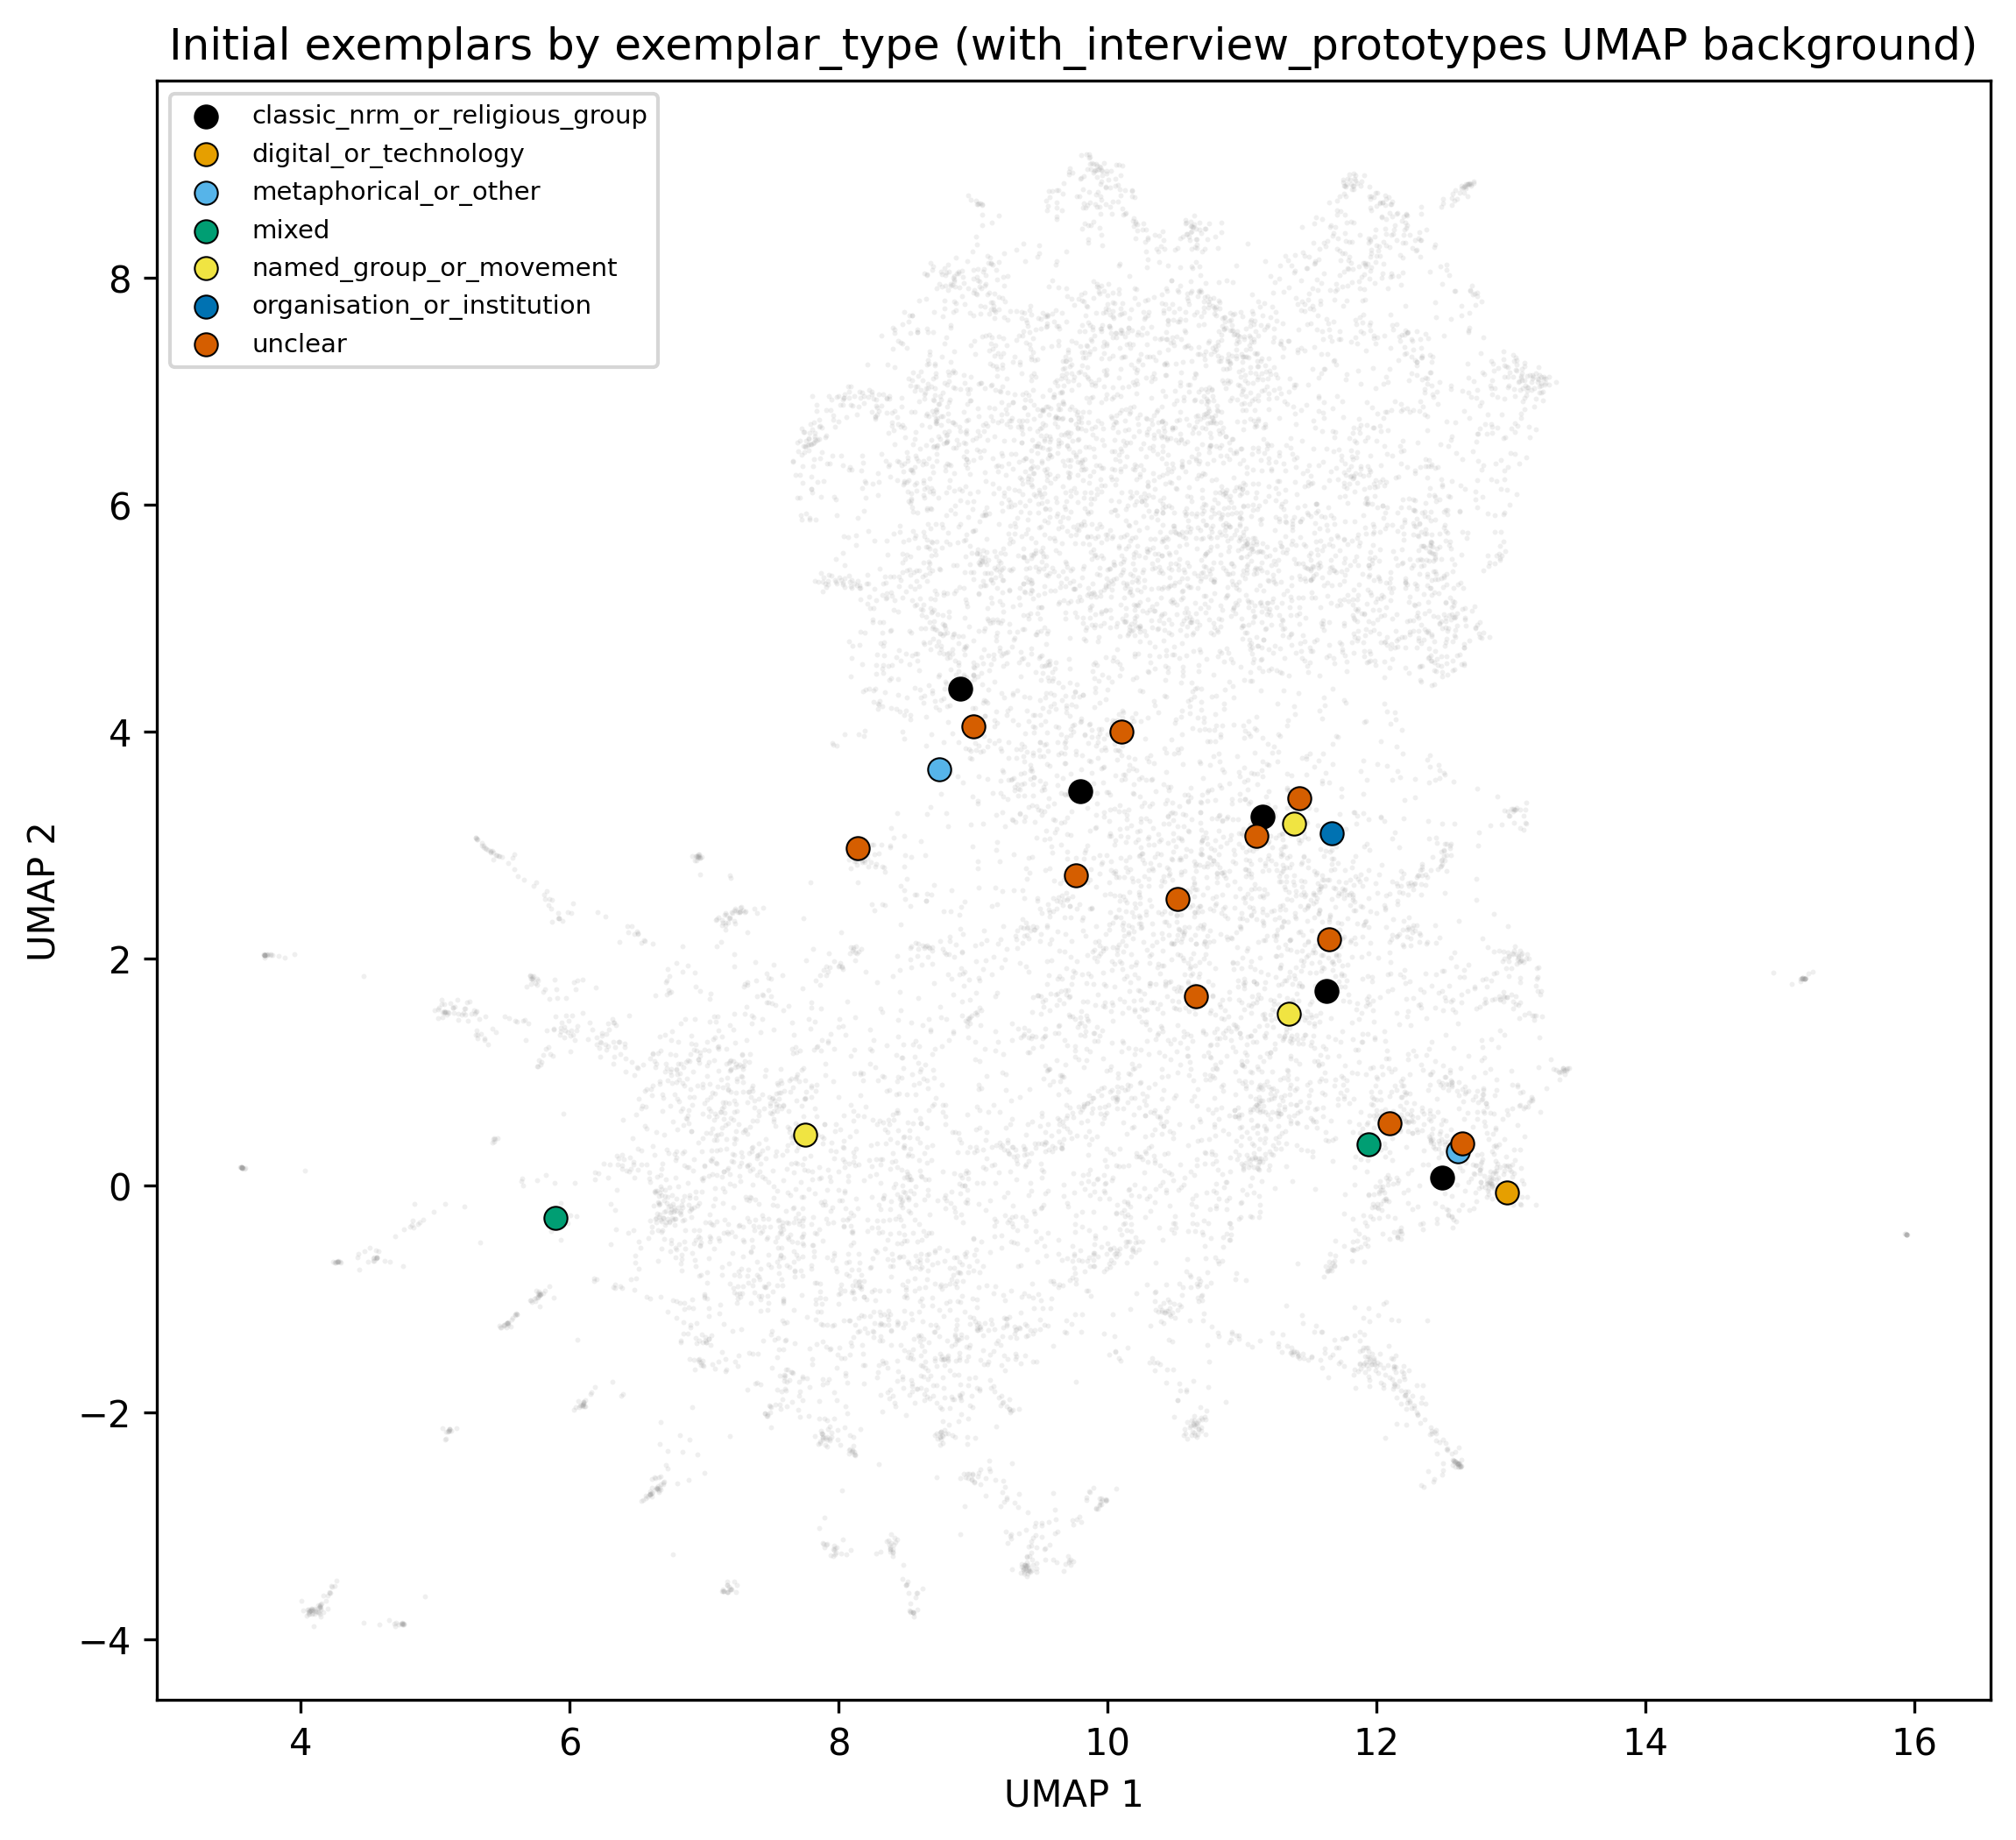 Initial exemplars by exemplar_type (with_interview_prototypes UMAP background)
classic_nrm_or_religious_group
digital_or_technology
metaphorical_or_other
mixed
named_group_or_movement
organisation_or_institution
unclear
8
6
4
2
0
−2
−4
UMAP 2
4 6 8 10 12 14 16
UMAP 1